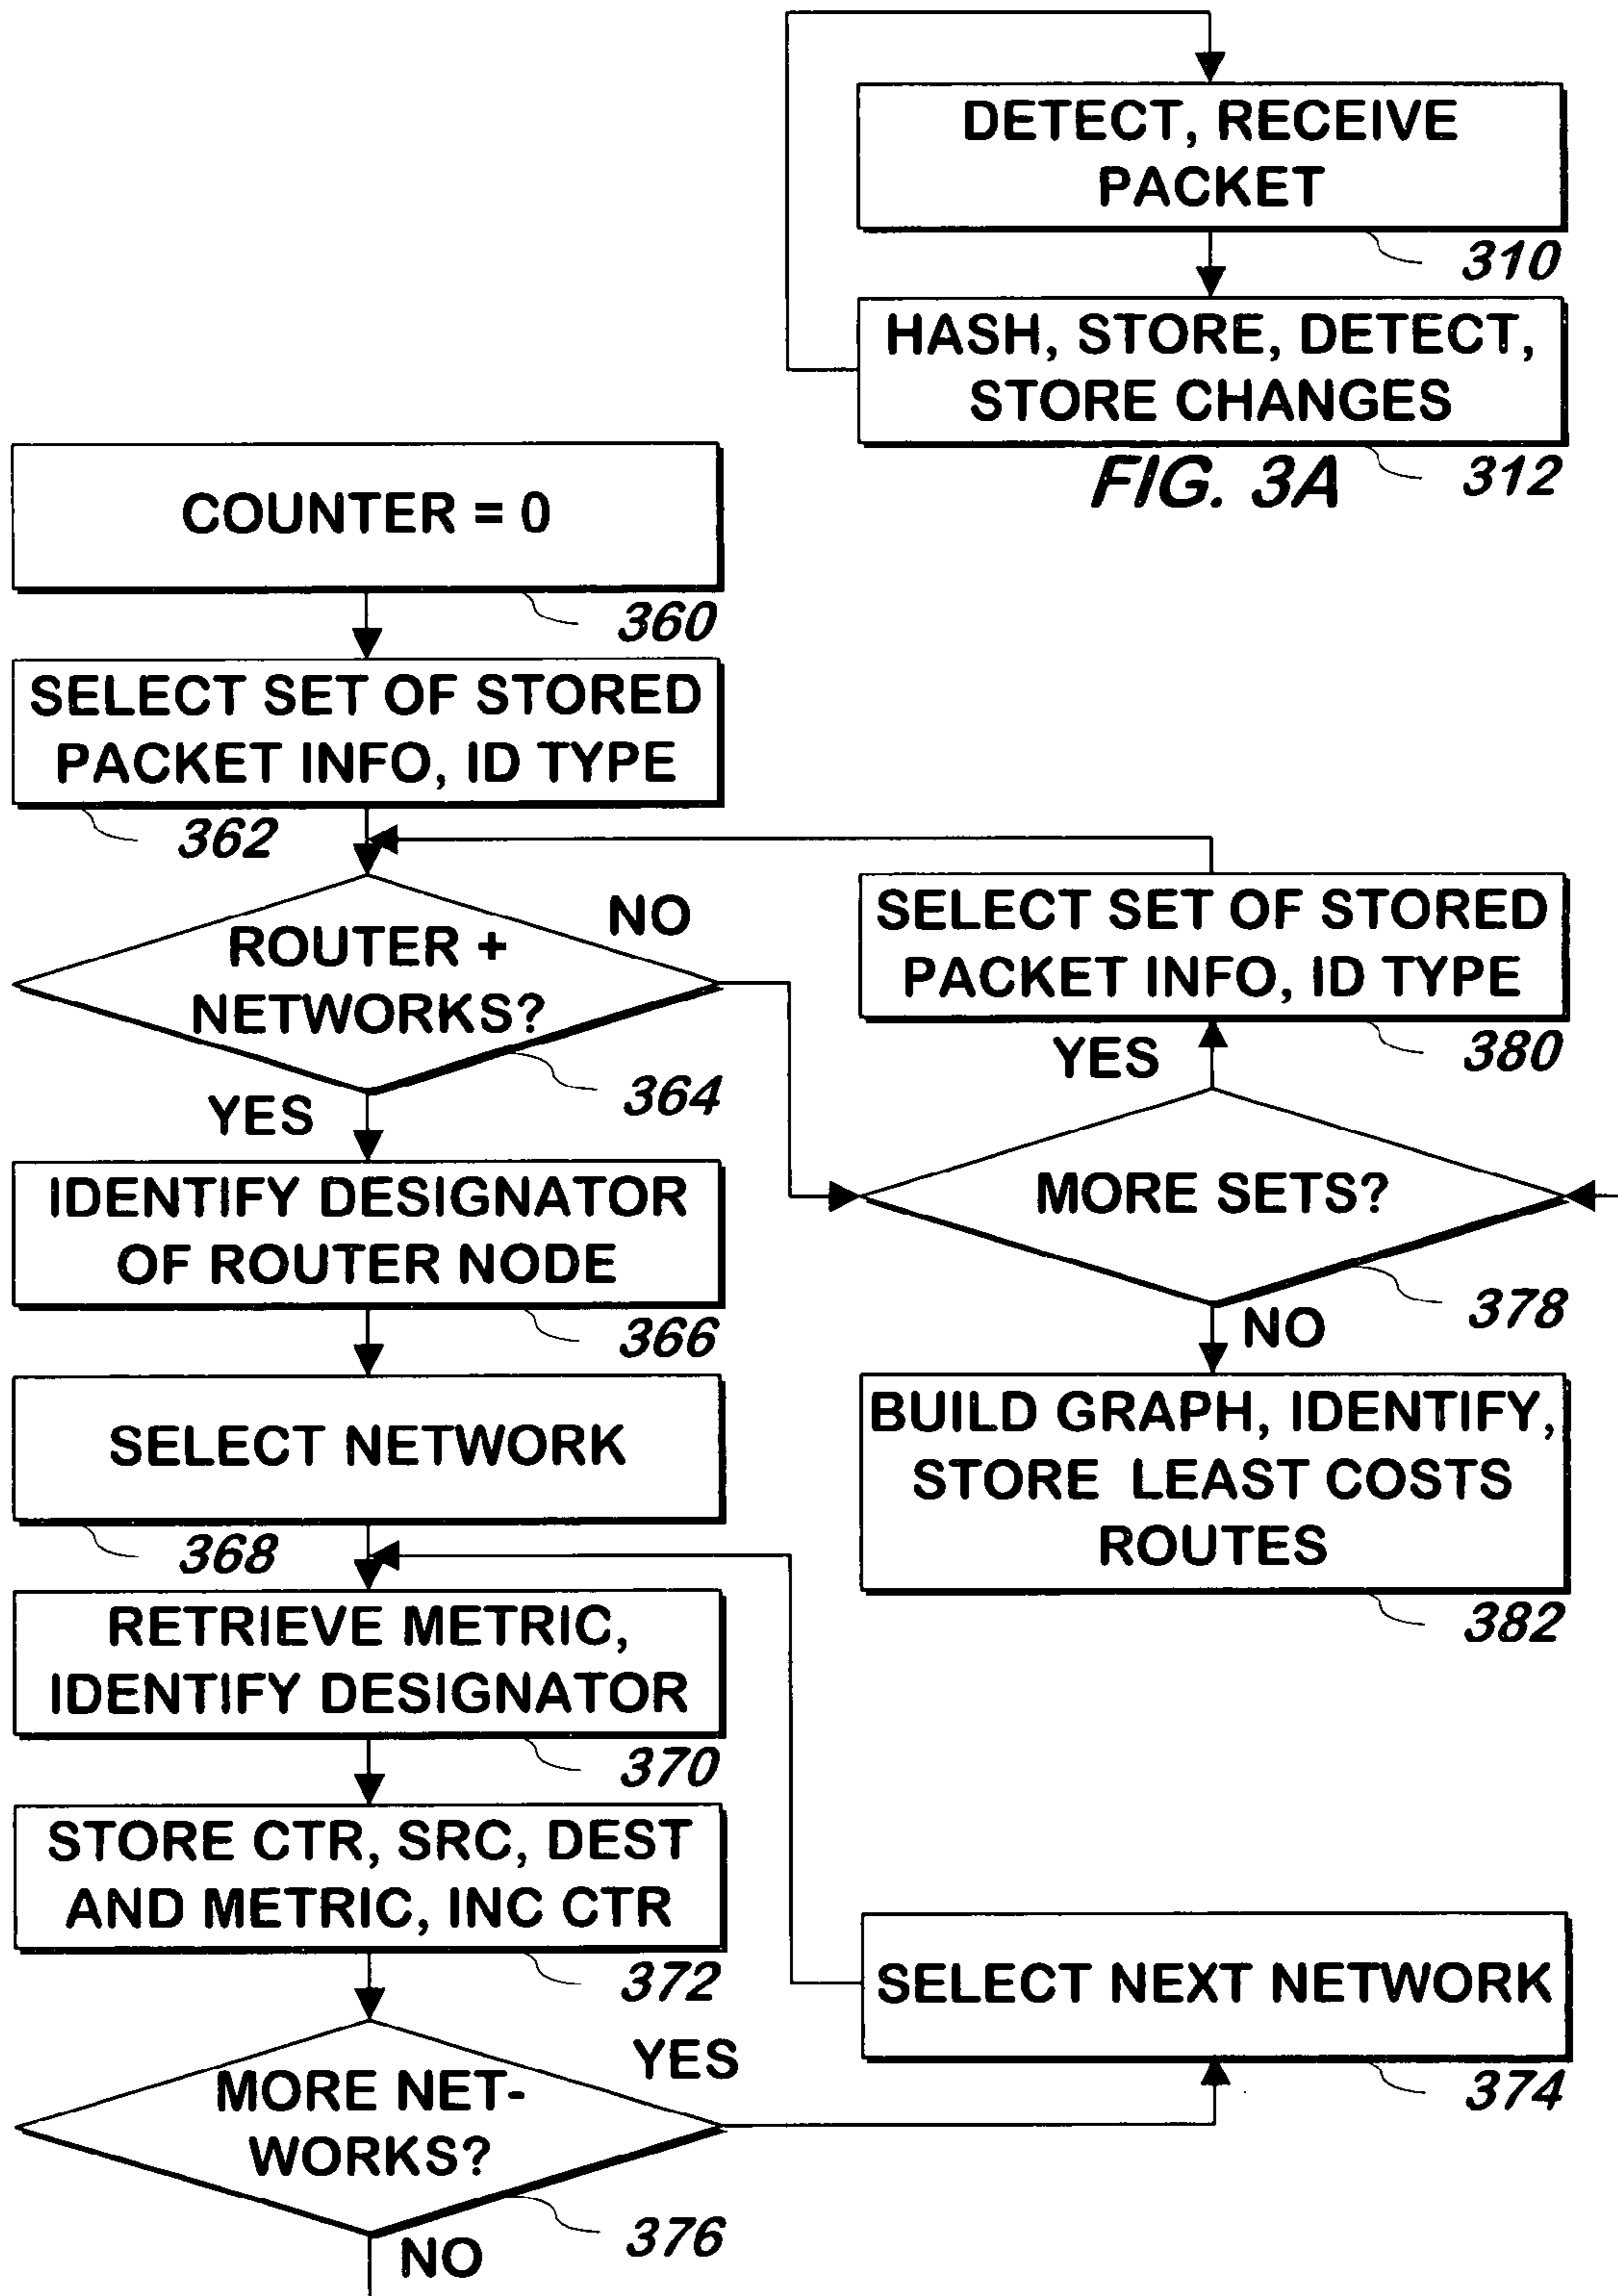 DETECT, RECEIVE
PACKET
310
HASH, STORE, DETECT,
STORE CHANGES
312
FIG. 3A
COUNTER = 0
360
SELECT SET OF STORED
PACKET INFO, ID TYPE
362
ROUTER +
NETWORKS?
NO
364
YES
IDENTIFY DESIGNATOR
OF ROUTER NODE
366
SELECT NETWORK
368
RETRIEVE METRIC,
IDENTIFY DESIGNATOR
370
STORE CTR, SRC, DEST
AND METRIC, INC CTR
372
MORE NET-
WORKS?
YES
376
NO
SELECT NEXT NETWORK
374
SELECT SET OF STORED
PACKET INFO, ID TYPE
380
YES
MORE SETS?
378
NO
BUILD GRAPH, IDENTIFY,
STORE LEAST COSTS
ROUTES
382